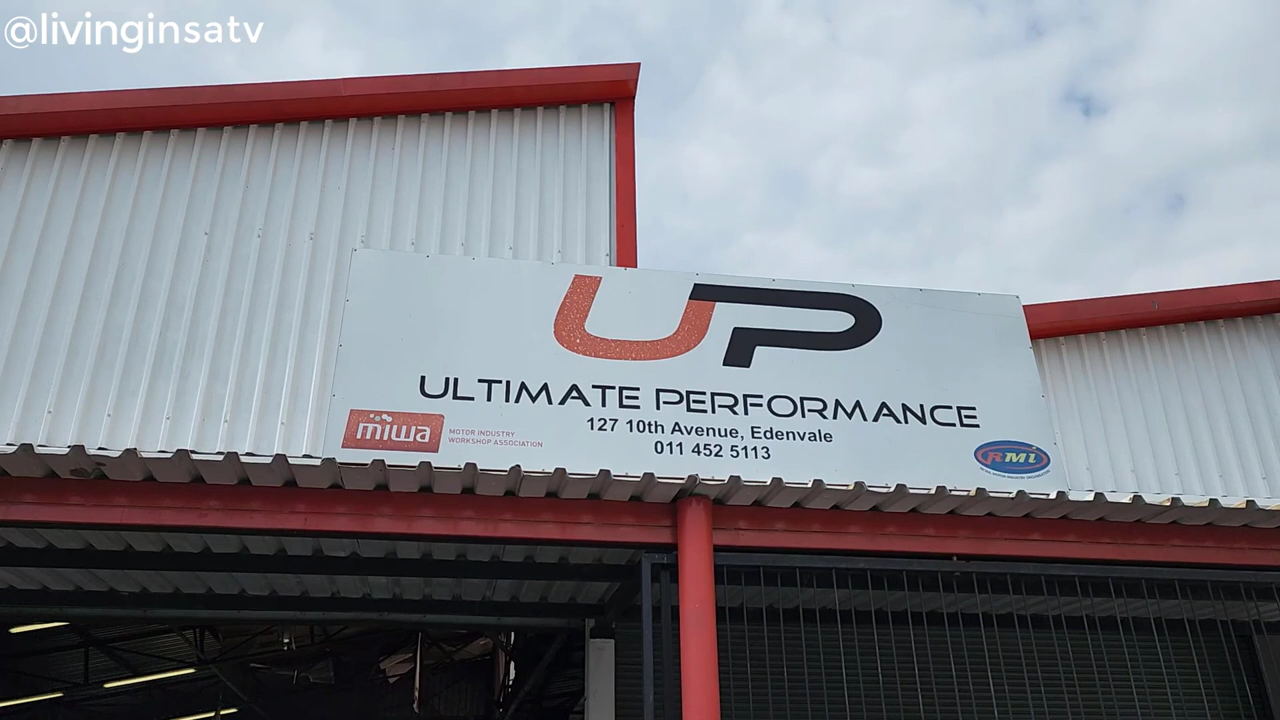 @livinginsatv
UP
ULTIMATE PERFORMANCE
127 10th Avenue, Edenvale
011 452 5113
miwa
MOTOR INDUSTRY
WORKSHOP ASSOCIATION
RMi